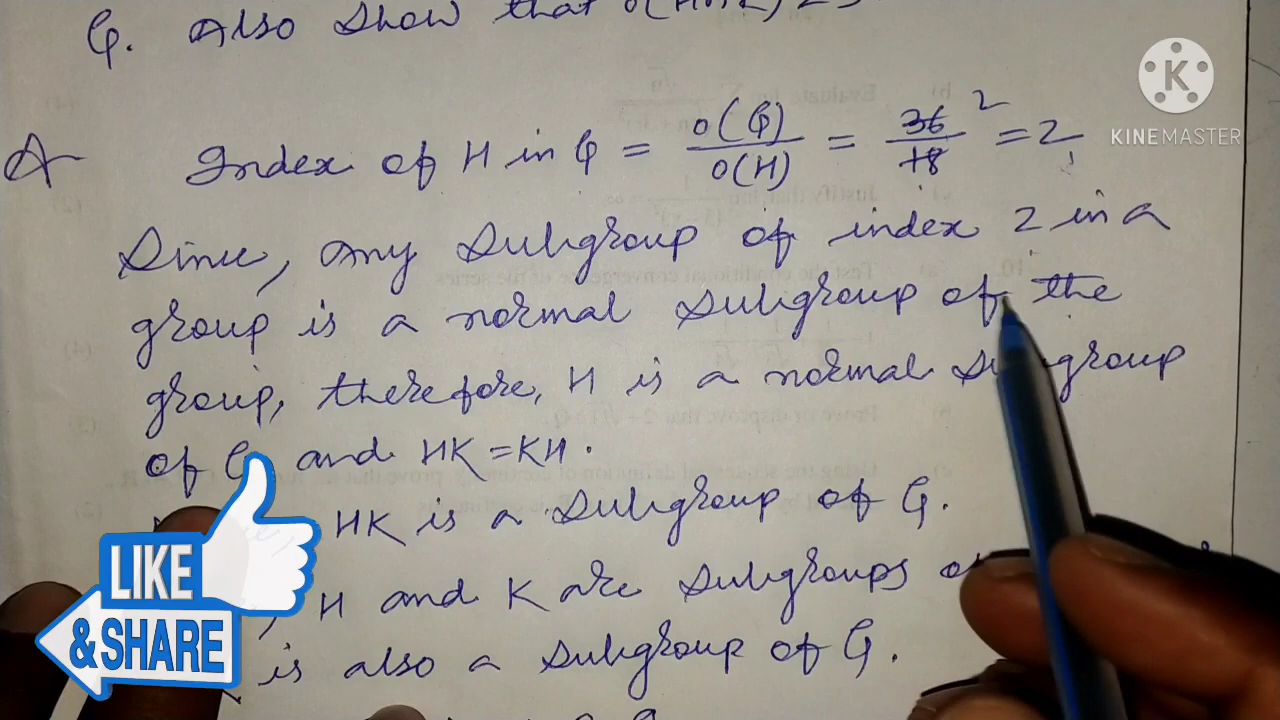 G. Also show that o(H∩K)
A Index of H in G = o(G)/o(H) = 36/18 2 = 2,
Since, any subgroup of index 2 in a
group is a normal subgroup of the
group, therefore, H is a normal subgroup
of G and HK = KH.
HK is a subgroup of G.
, H and K are subgroups
is also a subgroup of G.
KINEMASTER
LIKE
& SHARE